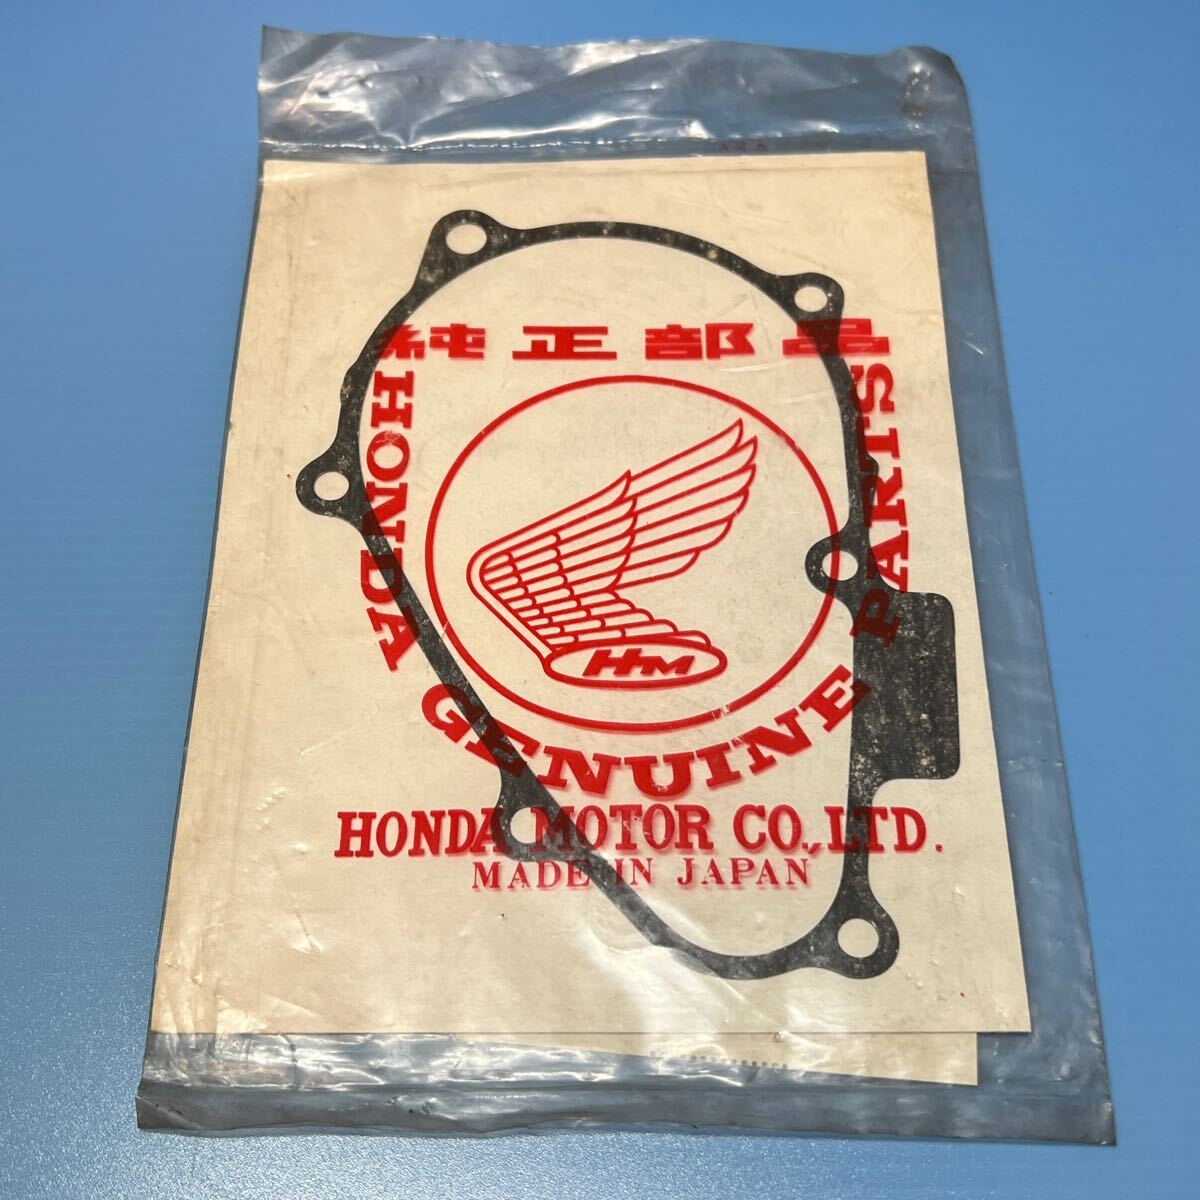 純正部品
HONDA GENUINE PARTS
HM
HONDA MOTOR CO., LTD.
MADE IN JAPAN